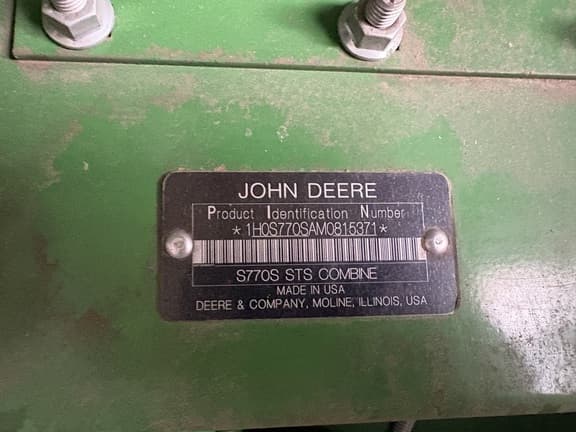 JOHN DEERE
Product Identification Number
*1H0S770SAM0815371*
S770S STS COMBINE
MADE IN USA
DEERE & COMPANY, MOLINE, ILLINOIS, USA